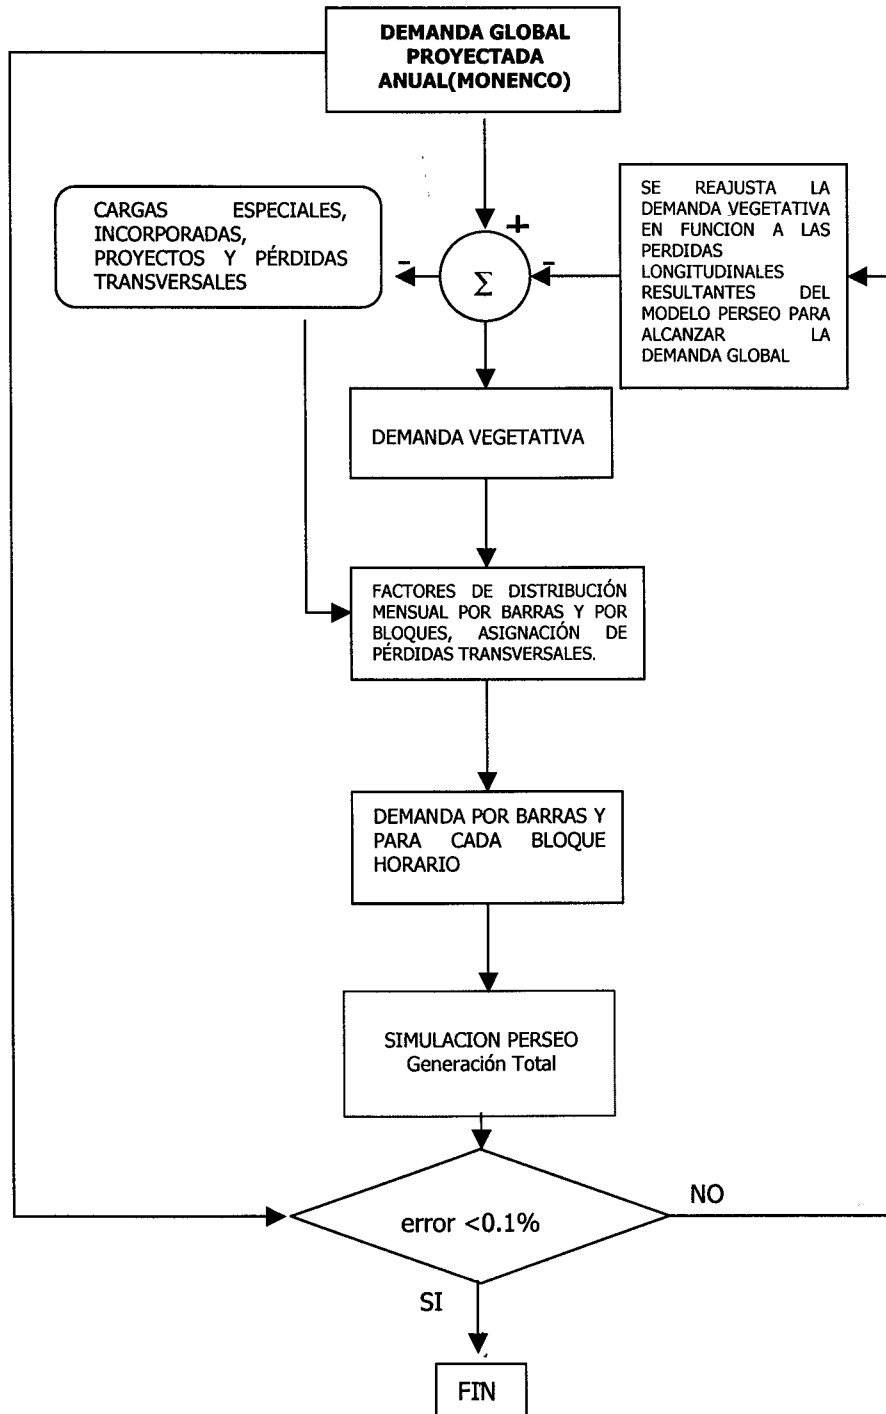 DEMANDA GLOBAL
PROYECTADA
ANUAL(MONENCO)
CARGAS ESPECIALES,
INCORPORADAS,
PROYECTOS Y PÉRDIDAS
TRANSVERSALES
+
-
Σ
-
SE REAJUSTA LA
DEMANDA VEGETATIVA
EN FUNCION A LAS
PERDIDAS
LONGITUDINALES
RESULTANTES DEL
MODELO PERSEO PARA
ALCANZAR LA
DEMANDA GLOBAL
DEMANDA VEGETATIVA
FACTORES DE DISTRIBUCIÓN
MENSUAL POR BARRAS Y POR
BLOQUES, ASIGNACIÓN DE
PÉRDIDAS TRANSVERSALES.
DEMANDA POR BARRAS Y
PARA CADA BLOQUE
HORARIO
SIMULACION PERSEO
Generación Total
error <0.1%
NO
SI
FIN